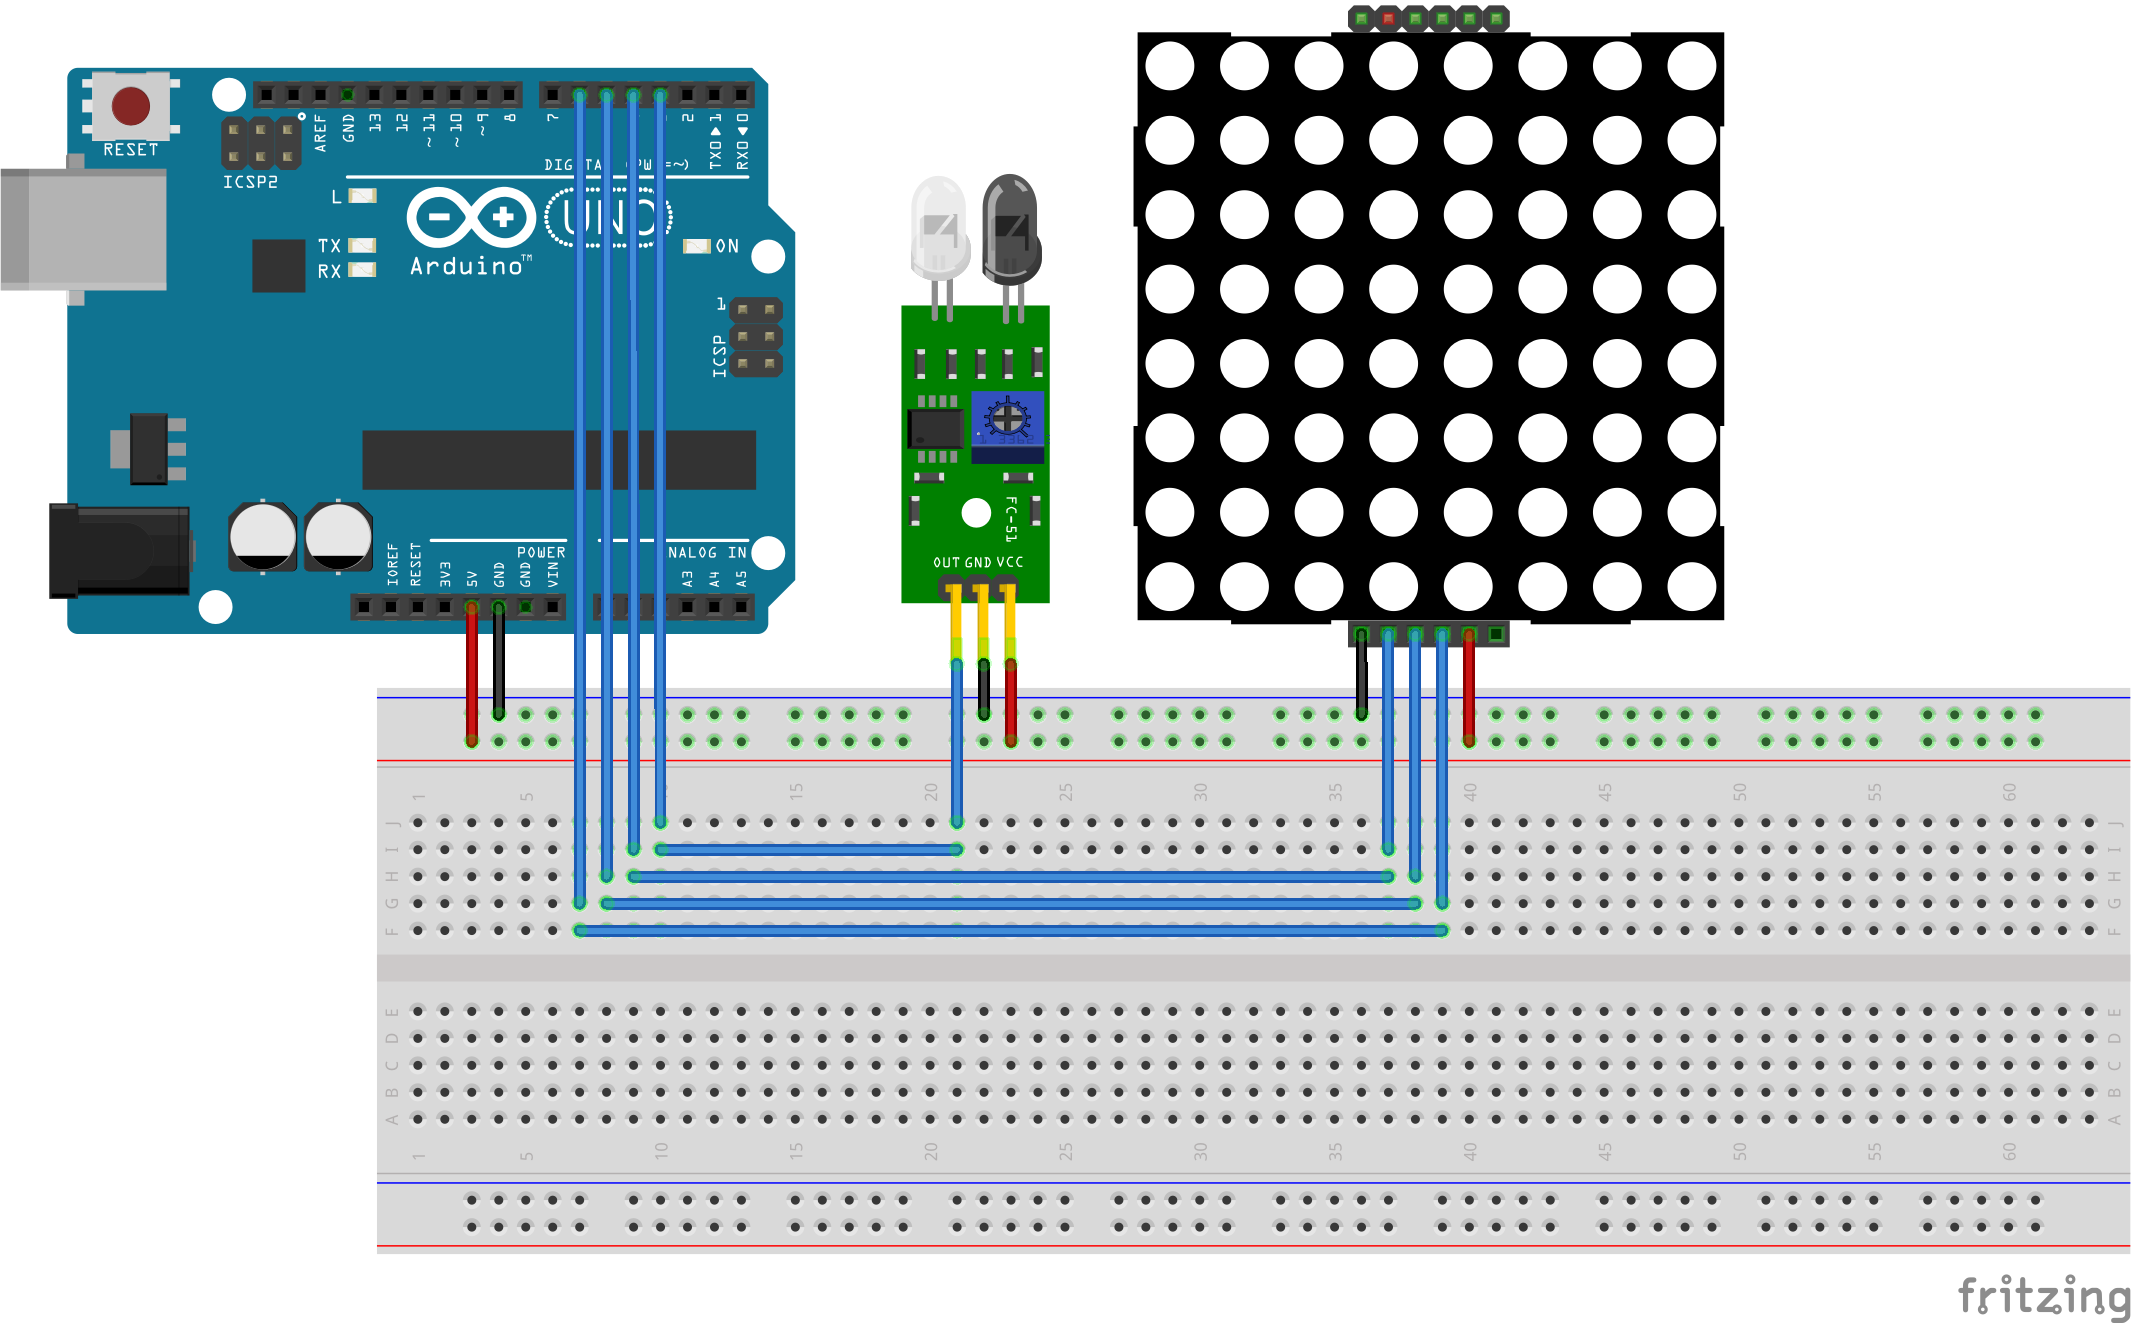 RESET
ICSP2
AREF
GND
13
12
~11
~10
~9
8
7
2
TX0▶1
RX0◀0
L
TX
RX
Arduino™
UNO
ON
1
ICSP
POWER
NALOG IN
IOREF
RESET
3V3
5V
GND
GND
VIN
A3
A4
A5
FC-51
OUT GND VCC
1 5 15 20 25 30 35 40 45 50 55 60
J J
I I
H H
G G
F F
E E
D D
C C
B B
A A
1 5 10 15 20 25 30 35 40 45 50 55 60
fritzing